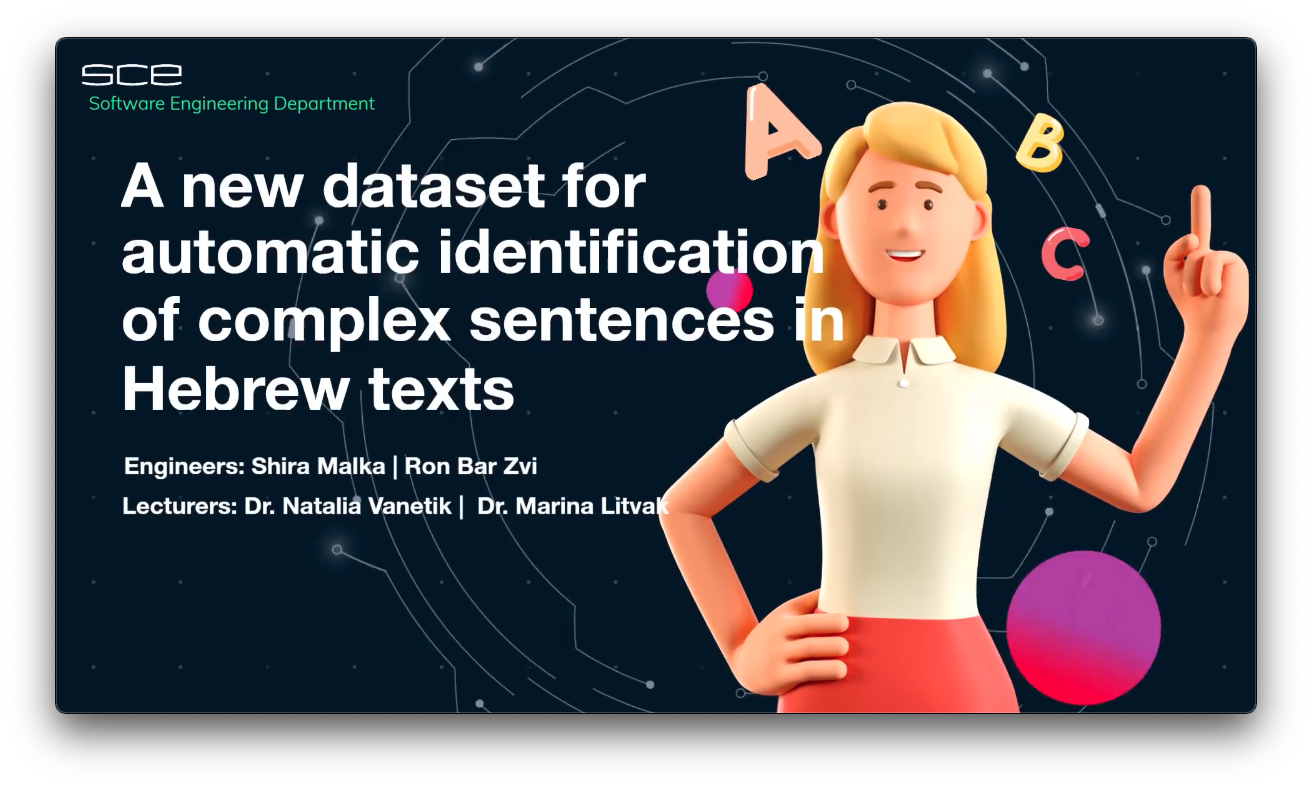 sce
Software Engineering Department
A B C
A new dataset for
automatic identification
of complex sentences in
Hebrew texts
Engineers: Shira Malka | Ron Bar Zvi
Lecturers: Dr. Natalia Vanetik | Dr. Marina Litvak